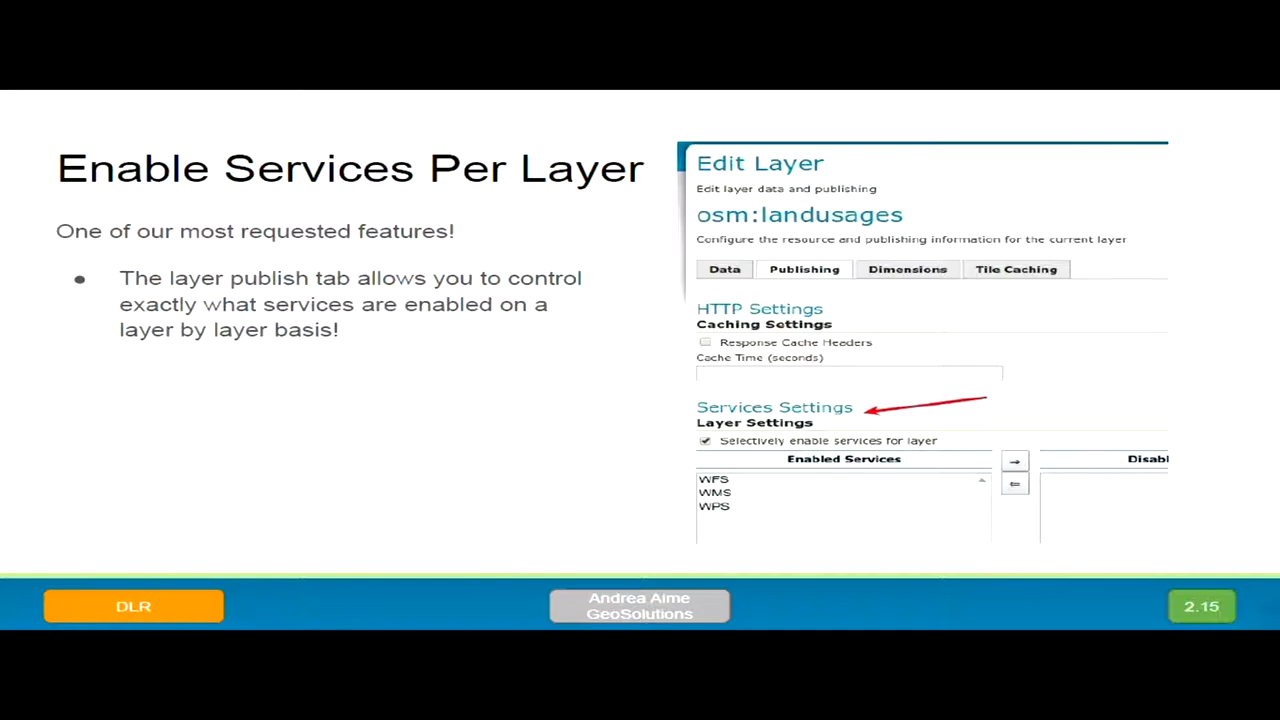 Enable Services Per Layer
One of our most requested features!
● The layer publish tab allows you to control
exactly what services are enabled on a
layer by layer basis!
Edit Layer
Edit layer data and publishing
osm:landusages
Configure the resource and publishing information for the current layer
Data Publishing Dimensions Tile Caching
HTTP Settings
Caching Settings
Response Cache Headers
Cache Time (seconds)
Services Settings
Layer Settings
Selectively enable services for layer
Enabled Services → Disabl
WFS ⇐
WMS
WPS
DLR
Andrea Aime
GeoSolutions
2.15